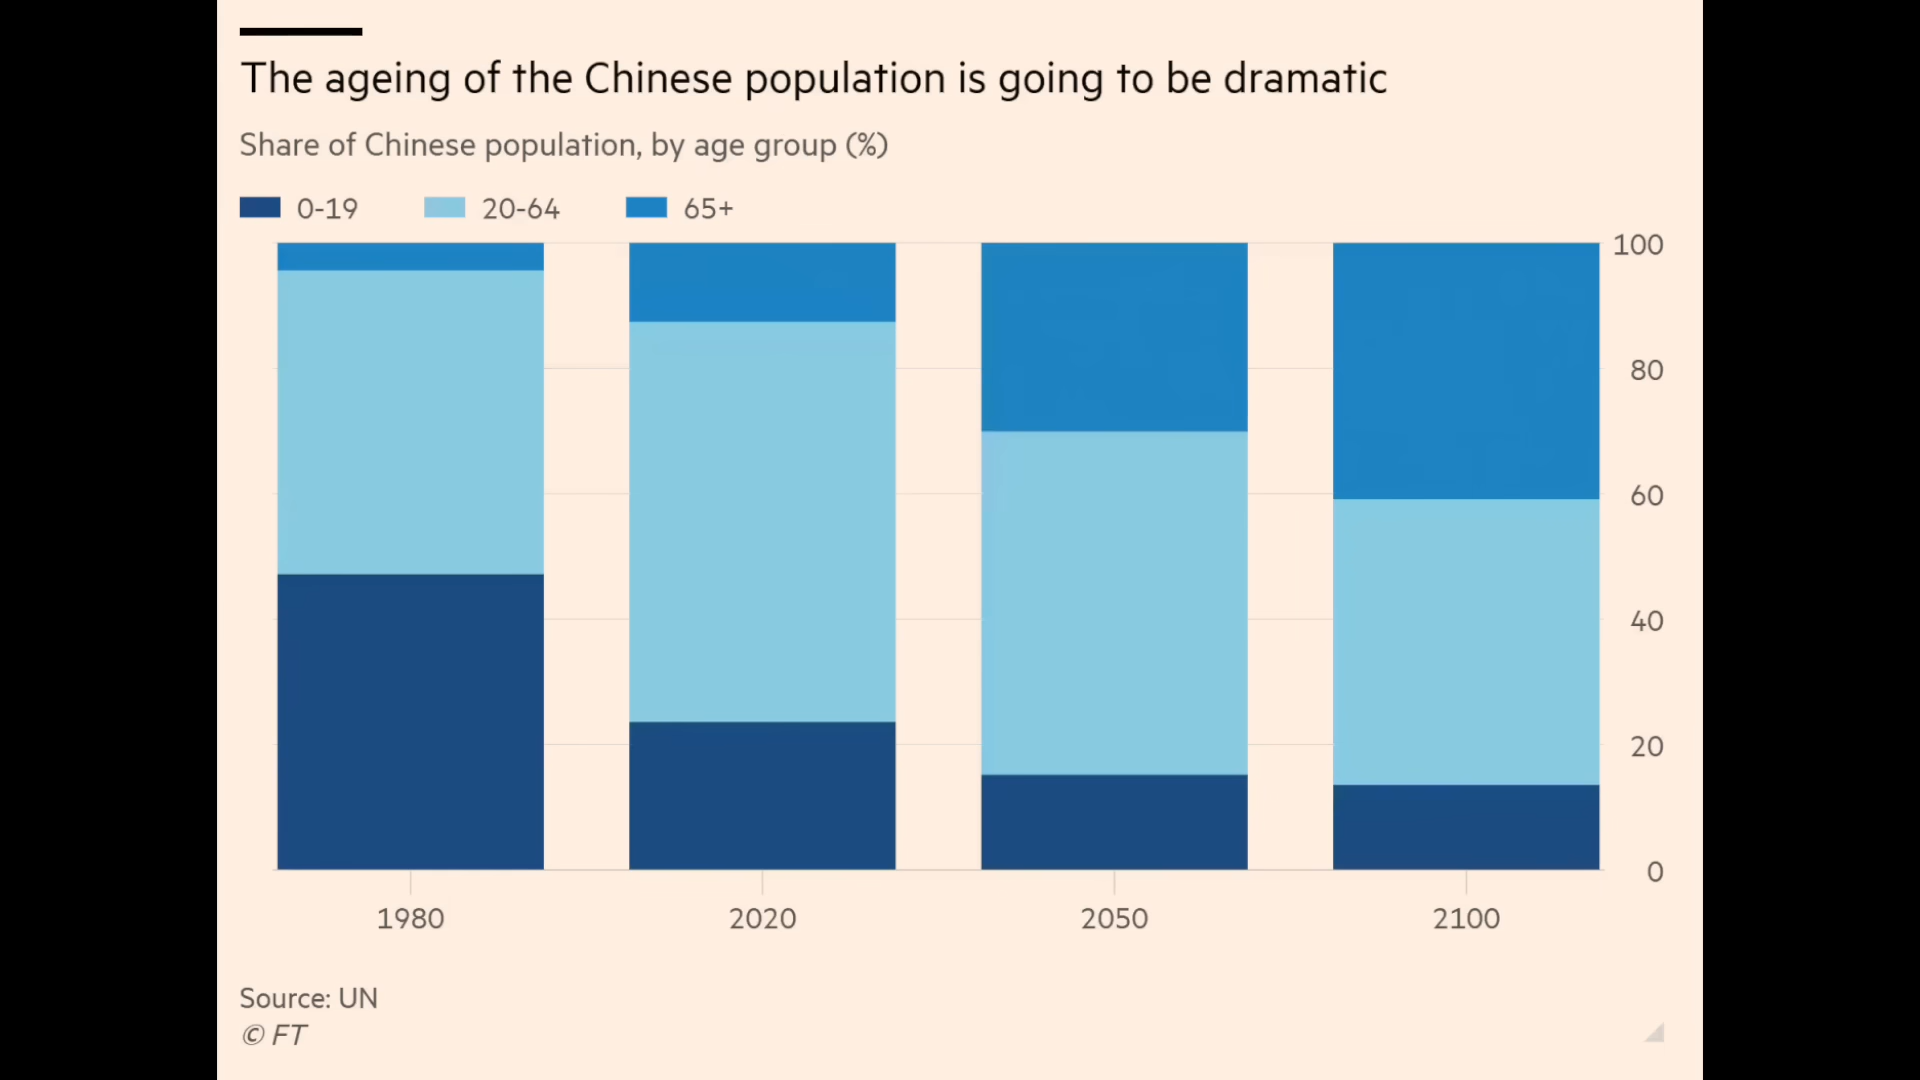 The ageing of the Chinese population is going to be dramatic
Share of Chinese population, by age group (%)
0-19 20-64 65+
100
80
60
40
20
0
1980 2020 2050 2100
Source: UN
© FT